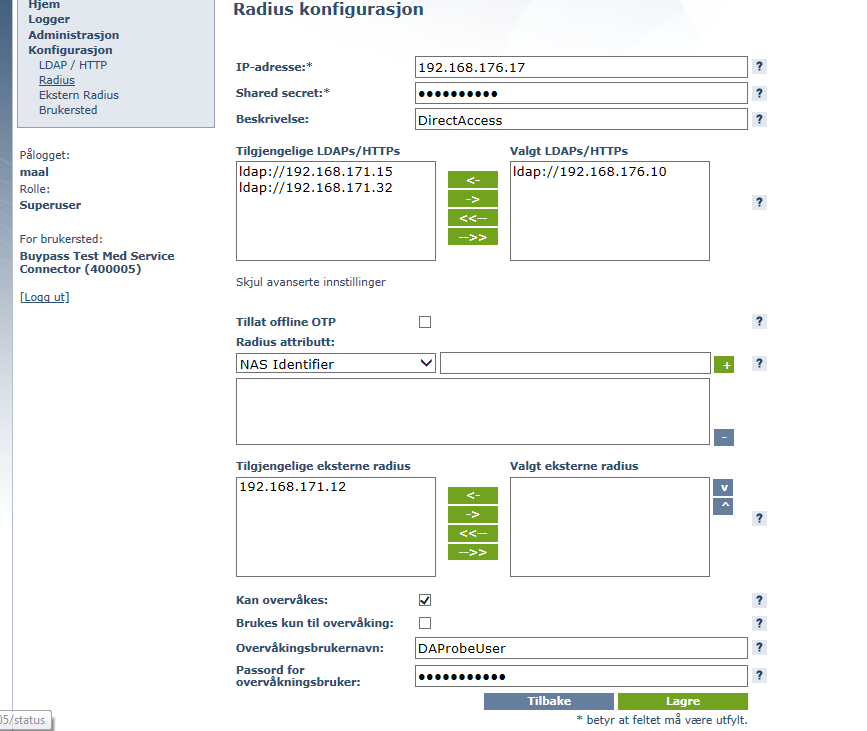 Hjem
Logger
Administrasjon
Konfigurasjon
LDAP / HTTP
Radius
Ekstern Radius
Brukersted
Pålogget:
maal
Rolle:
Superuser
For brukersted:
Buypass Test Med Service
Connector (400005)
[Logg ut]
Radius konfigurasjon
IP-adresse:* 192.168.176.17 ?
Shared secret:* ●●●●●●●●●● ?
Beskrivelse: DirectAccess ?
Tilgjengelige LDAPs/HTTPs Valgt LDAPs/HTTPs
ldap://192.168.171.15 ldap://192.168.176.10
ldap://192.168.171.32
<-
->
<<--
-->>
?
Skjul avanserte innstillinger
Tillat offline OTP ?
Radius attributt:
NAS Identifier + ?
-
Tilgjengelige eksterne radius Valgt eksterne radius
192.168.171.12
<-
->
<<--
-->>
v
^
?
Kan overvåkes: ?
Brukes kun til overvåking: ?
Overvåkingsbrukernavn: DAProbeUser ?
Passord for
overvåkningsbruker: ●●●●●●●●●●● ?
Tilbake Lagre
* betyr at feltet må være utfylt.
05/status